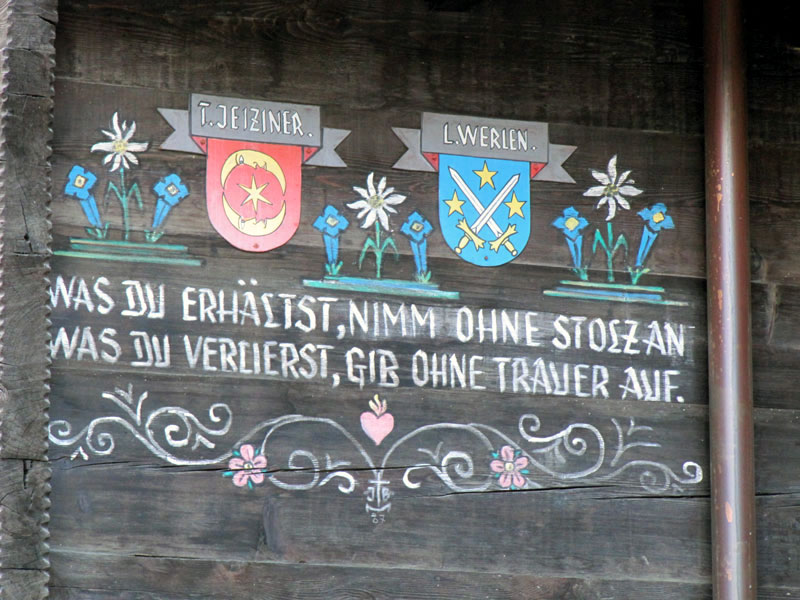 T. JEIZINER.
L. WERLEN.
WAS DU ERHÄLTST, NIMM OHNE STOLZ AN
WAS DU VERLIERST, GIB OHNE TRAUER AUF.